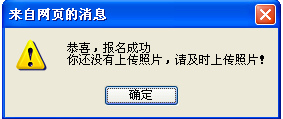 来自网页的消息
恭喜，报名成功
你还没有上传照片，请及时上传照片!
确定